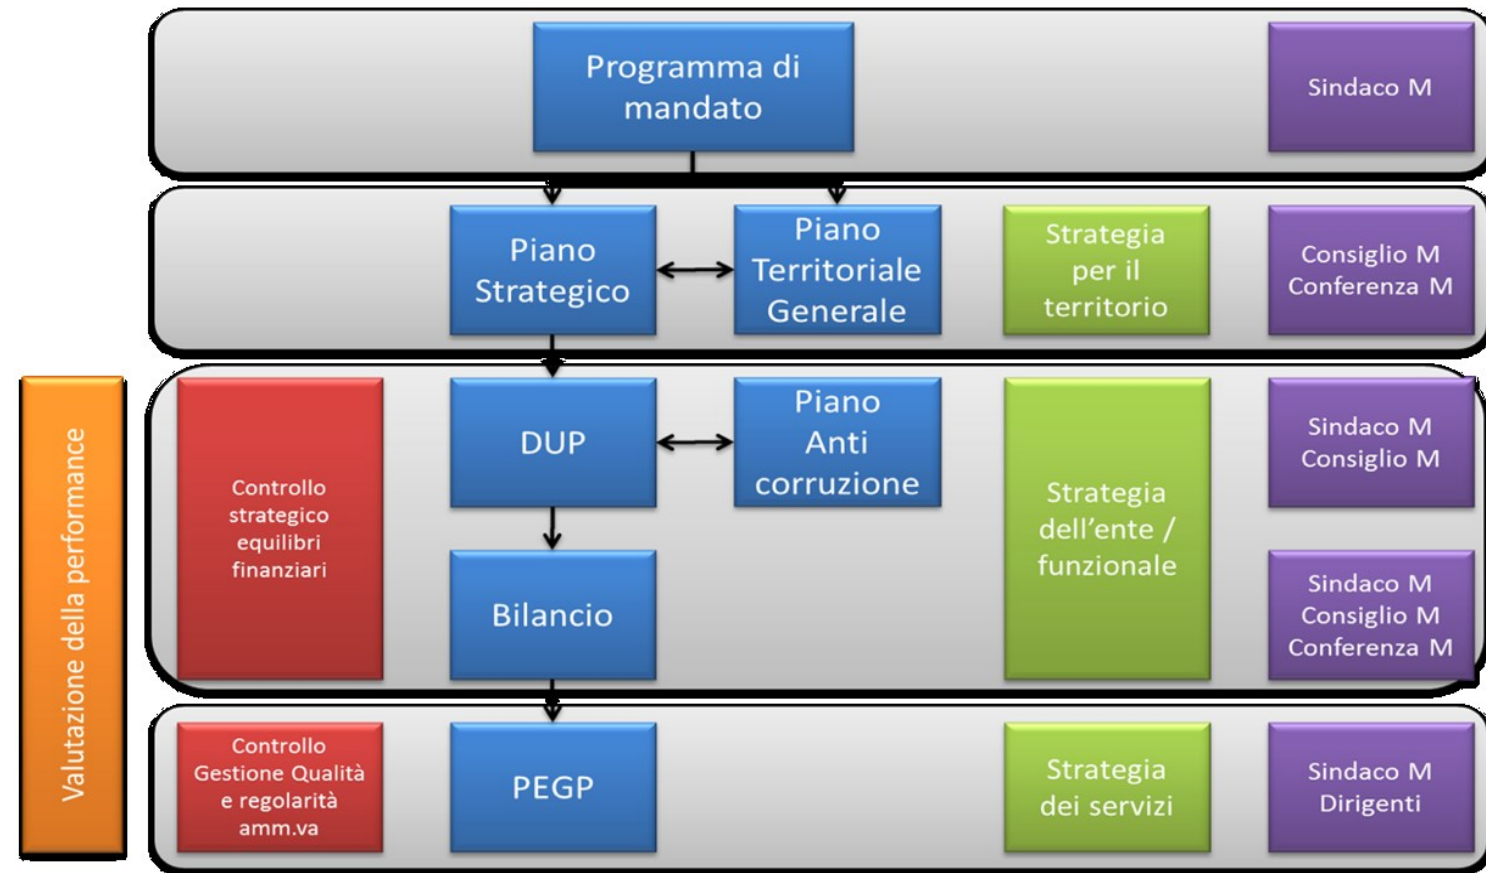 Programma di
mandato
Sindaco M
Piano
Strategico
Piano
Territoriale
Generale
Strategia
per il
territorio
Consiglio M
Conferenza M
Valutazione della performance
Controllo
strategico
equilibri
finanziari
DUP
Piano
Anti
corruzione
Strategia
dell’ente /
funzionale
Sindaco M
Consiglio M
Bilancio
Sindaco M
Consiglio M
Conferenza M
Controllo
Gestione Qualità
e regolarità
amm.va
PEGP
Strategia
dei servizi
Sindaco M
Dirigenti